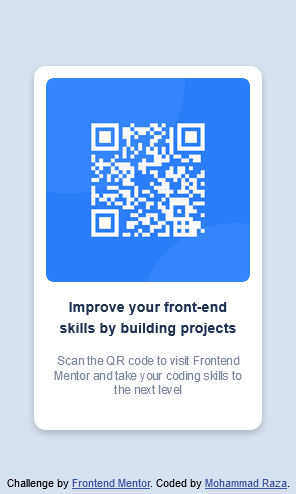 Improve your front-end
skills by building projects
Scan the QR code to visit Frontend
Mentor and take your coding skills to
the next level
Challenge by Frontend Mentor. Coded by Mohammad Raza.